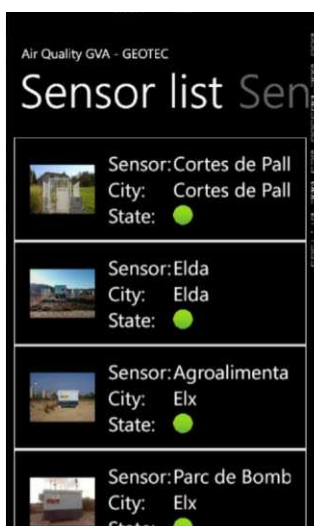 Air Quality GVA - GEOTEC
Sensor list Sen
Sensor: Cortes de Pall
City: Cortes de Pall
State:
Sensor: Elda
City: Elda
State:
Sensor: Agroalimenta
City: Elx
State:
Sensor: Parc de Bomb
City: Elx
State: